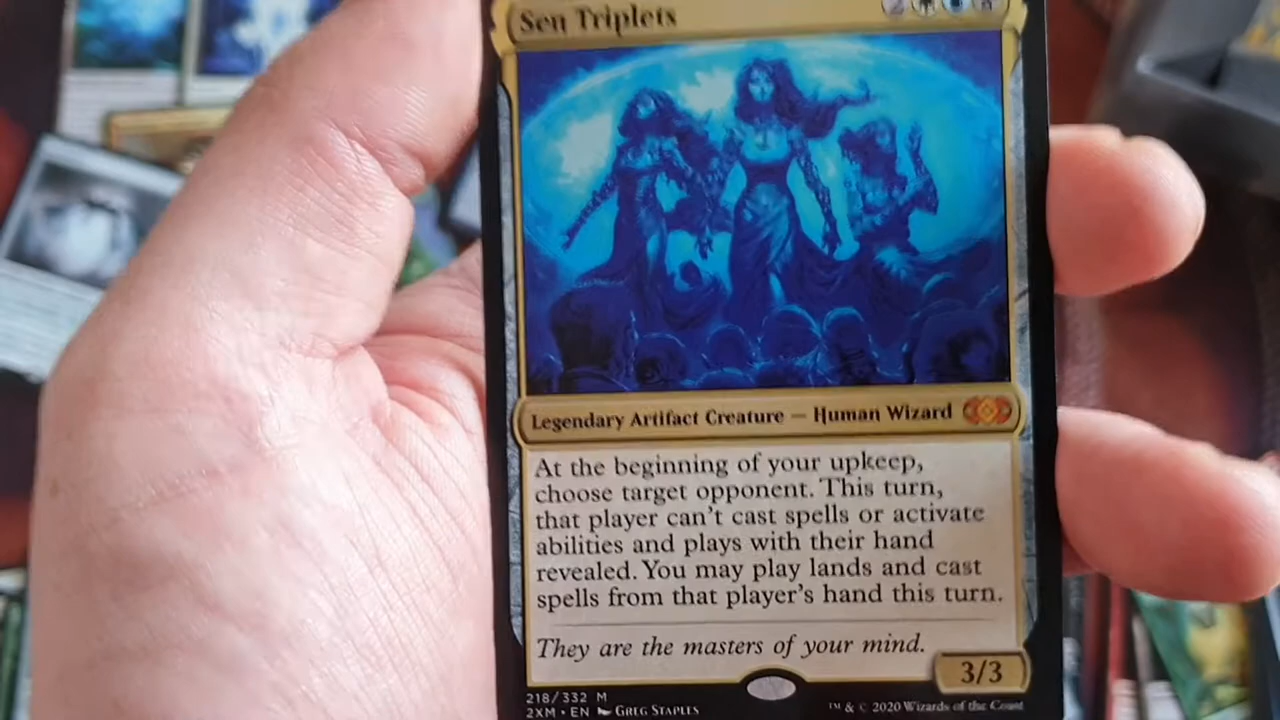 Sen Triplets
2
Legendary Artifact Creature — Human Wizard
At the beginning of your upkeep,
choose target opponent. This turn,
that player can't cast spells or activate
abilities and plays with their hand
revealed. You may play lands and cast
spells from that player's hand this turn.
They are the masters of your mind.
3/3
218/332 M
2XM • EN Greg Staples
™ & © 2020 Wizards of the Coast